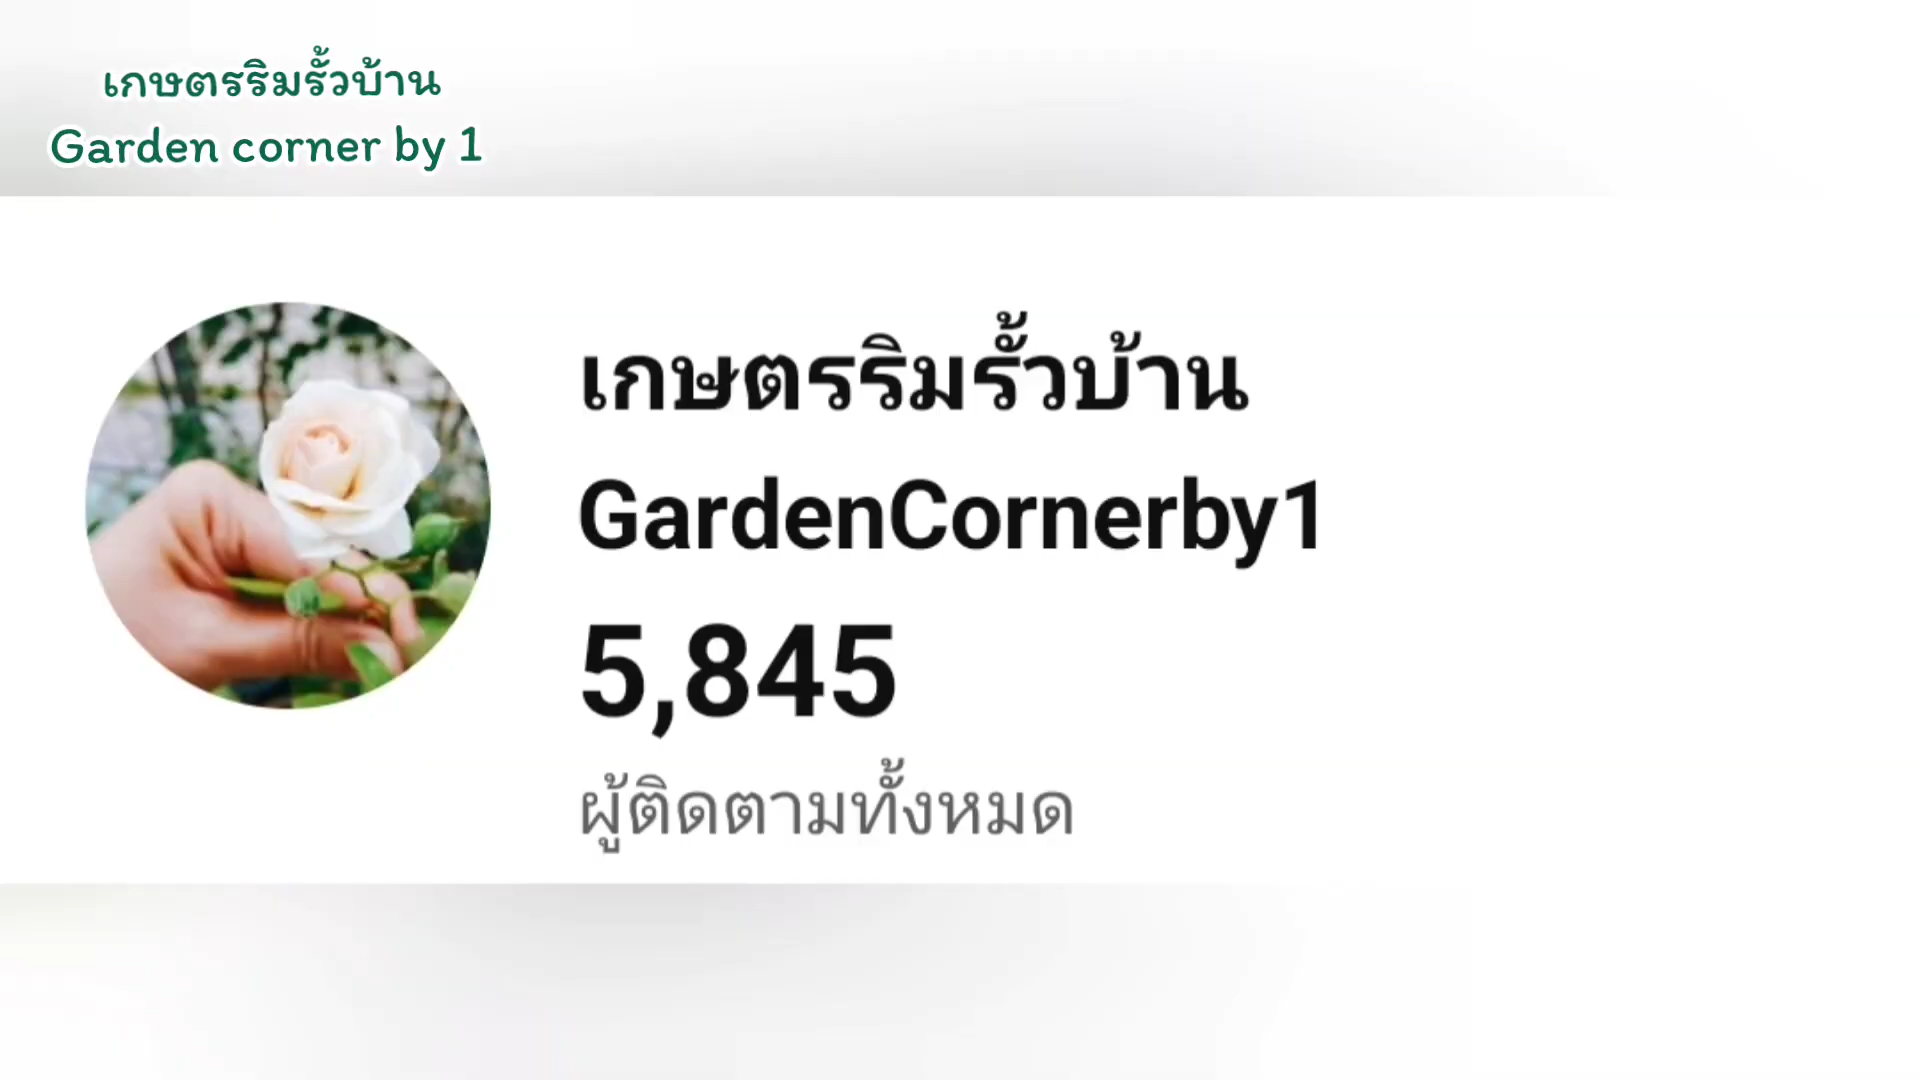 เกษตรริมรั้วบ้าน
Garden corner by 1
เกษตรริมรั้วบ้าน
GardenCornerby1
5,845
ผู้ติดตามทั้งหมด